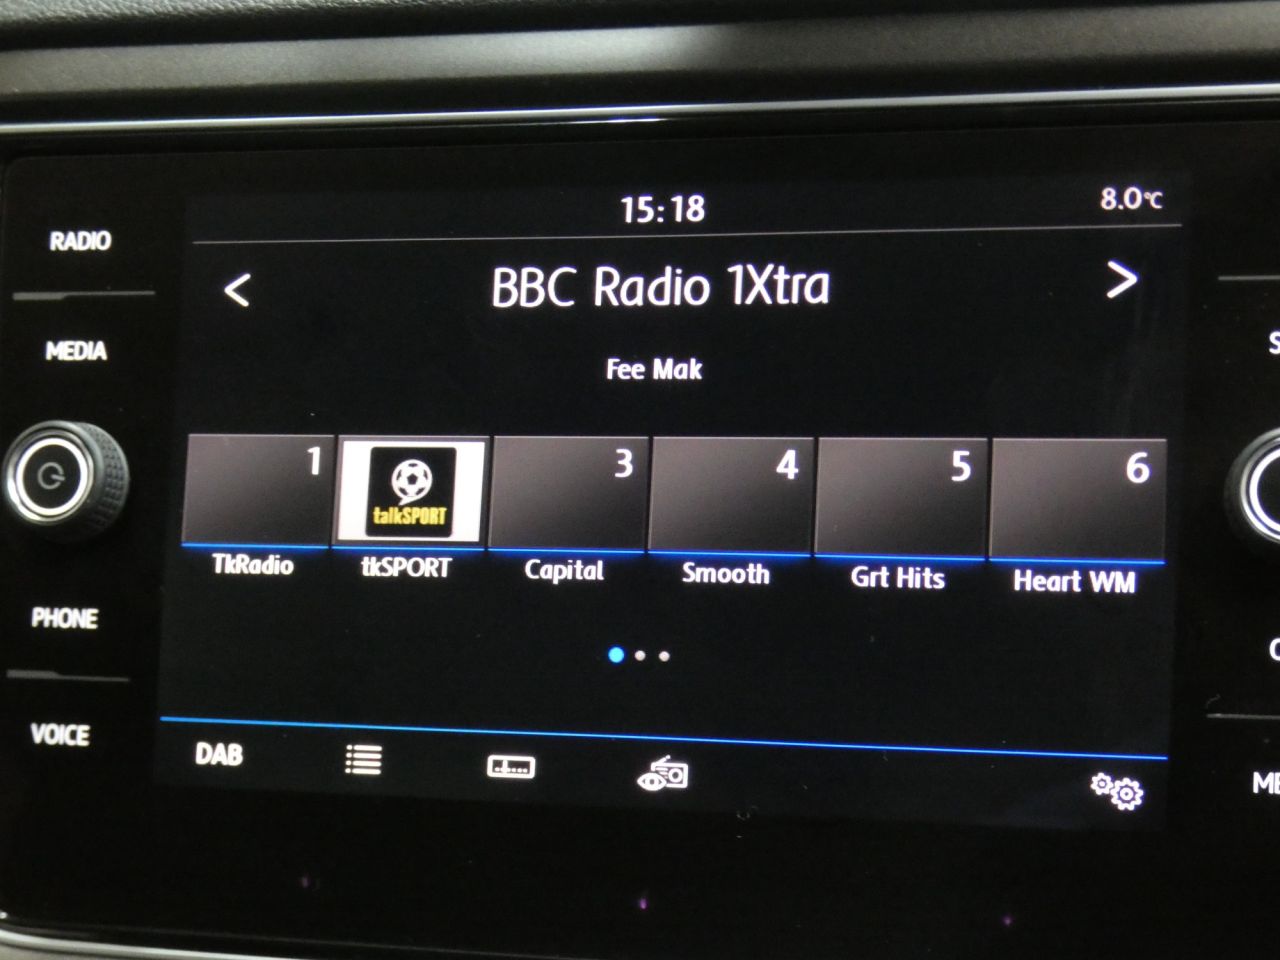 15:18
8.0°C
RADIO
BBC Radio 1Xtra
MEDIA
Fee Mak
1
talkSPORT
3
4
5
6
TkRadio
tkSPORT
Capital
Smooth
Grt Hits
Heart WM
PHONE
VOICE
DAB